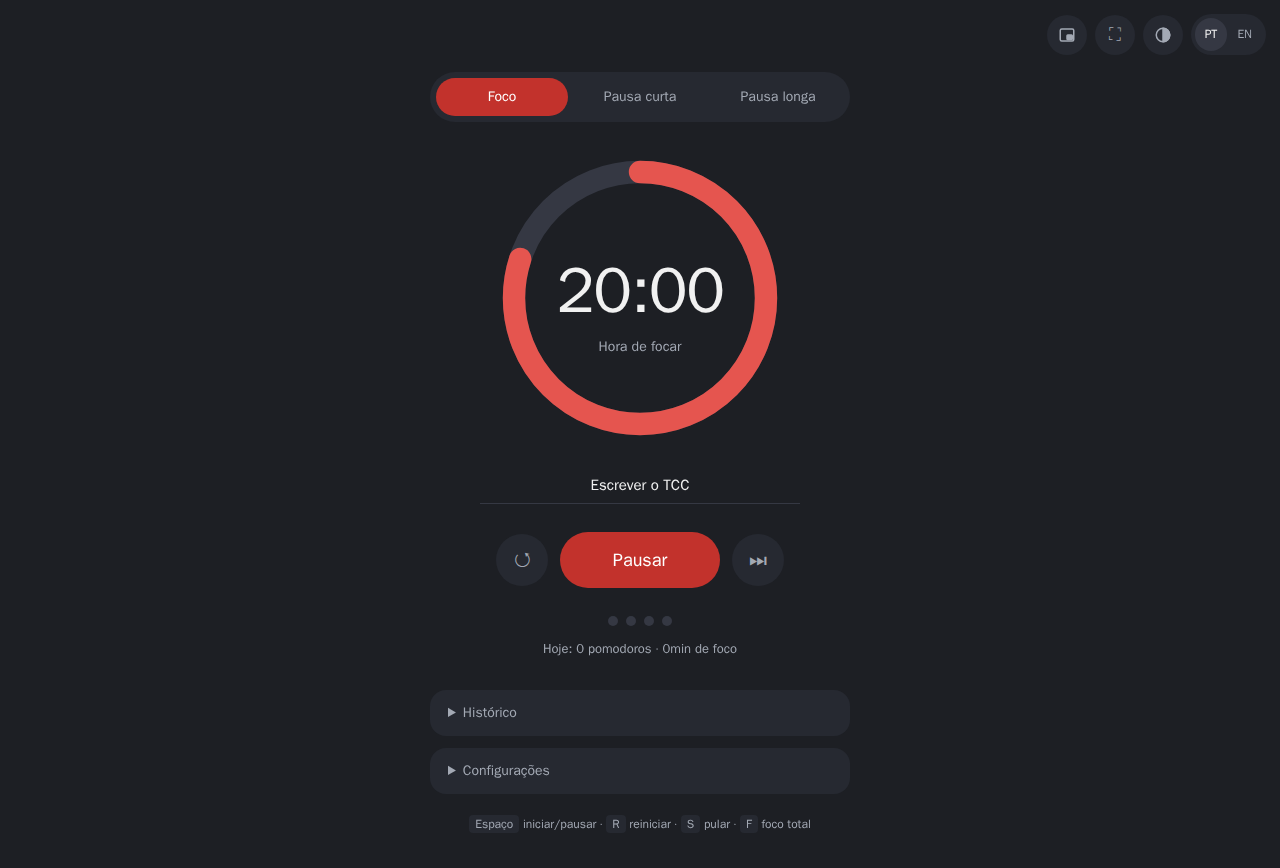 PT EN
Foco Pausa curta Pausa longa
20:00
Hora de focar
Escrever o TCC
Pausar
Hoje: 0 pomodoros · 0min de foco
Histórico
Configurações
Espaço iniciar/pausar · R reiniciar · S pular · F foco total